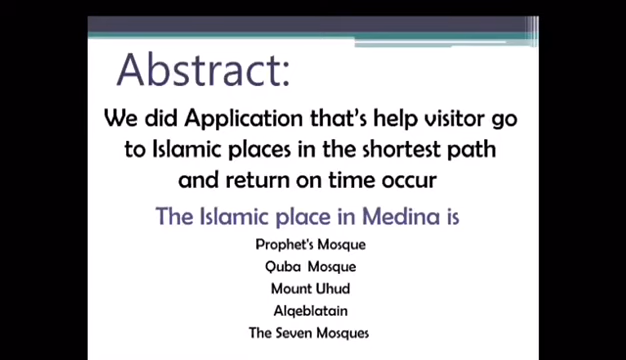 Abstract:
We did Application that's help visitor go
to Islamic places in the shortest path
and return on time occur
The Islamic place in Medina is
Prophet's Mosque
Quba Mosque
Mount Uhud
Alqeblatain
The Seven Mosques